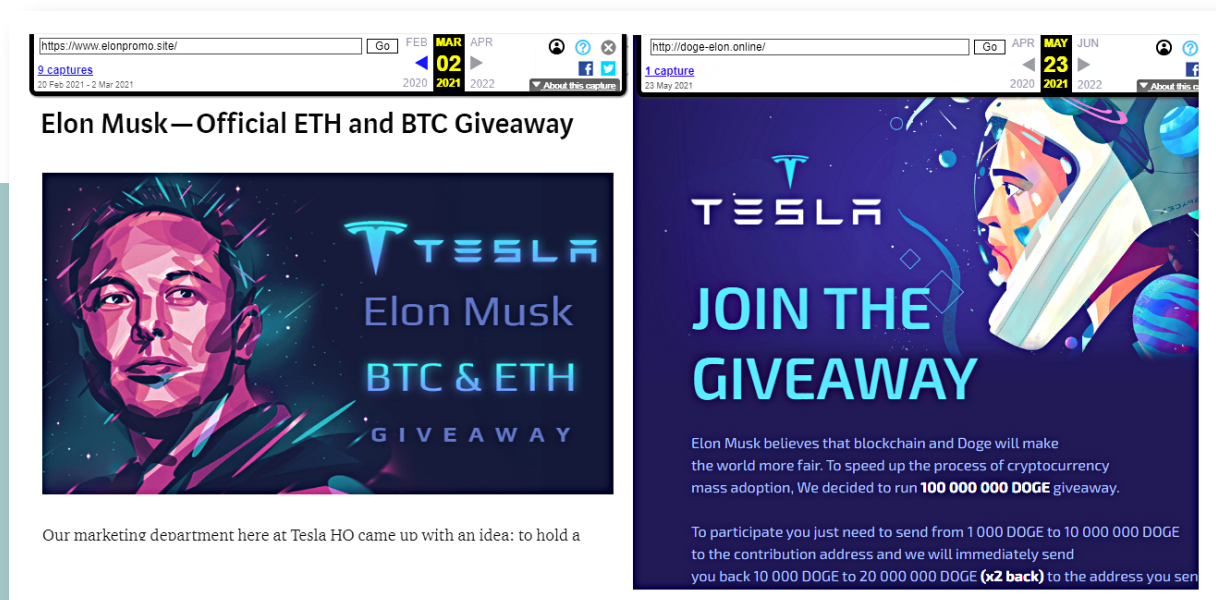 https://www.elonpromo.site/
Go
FEB
MAR
APR
9 captures
02
20 Feb 2021 - 2 Mar 2021
2020
2021
2022
About this capture
Elon Musk—Official ETH and BTC Giveaway
TESLA
Elon Musk
BTC & ETH
GIVEAWAY
Our marketing department here at Tesla HQ came up with an idea: to hold a
http://doge-elon.online/
Go
APR
MAY
JUN
1 capture
23
23 May 2021
2020
2021
2022
About this c
TESLA
JOIN THE
GIVEAWAY
Elon Musk believes that blockchain and Doge will make
the world more fair. To speed up the process of cryptocurrency
mass adoption, We decided to run 100 000 000 DOGE giveaway.
To participate you just need to send from 1 000 DOGE to 10 000 000 DOGE
to the contribution address and we will immediately send
you back 10 000 DOGE to 20 000 000 DOGE (x2 back) to the address you sen